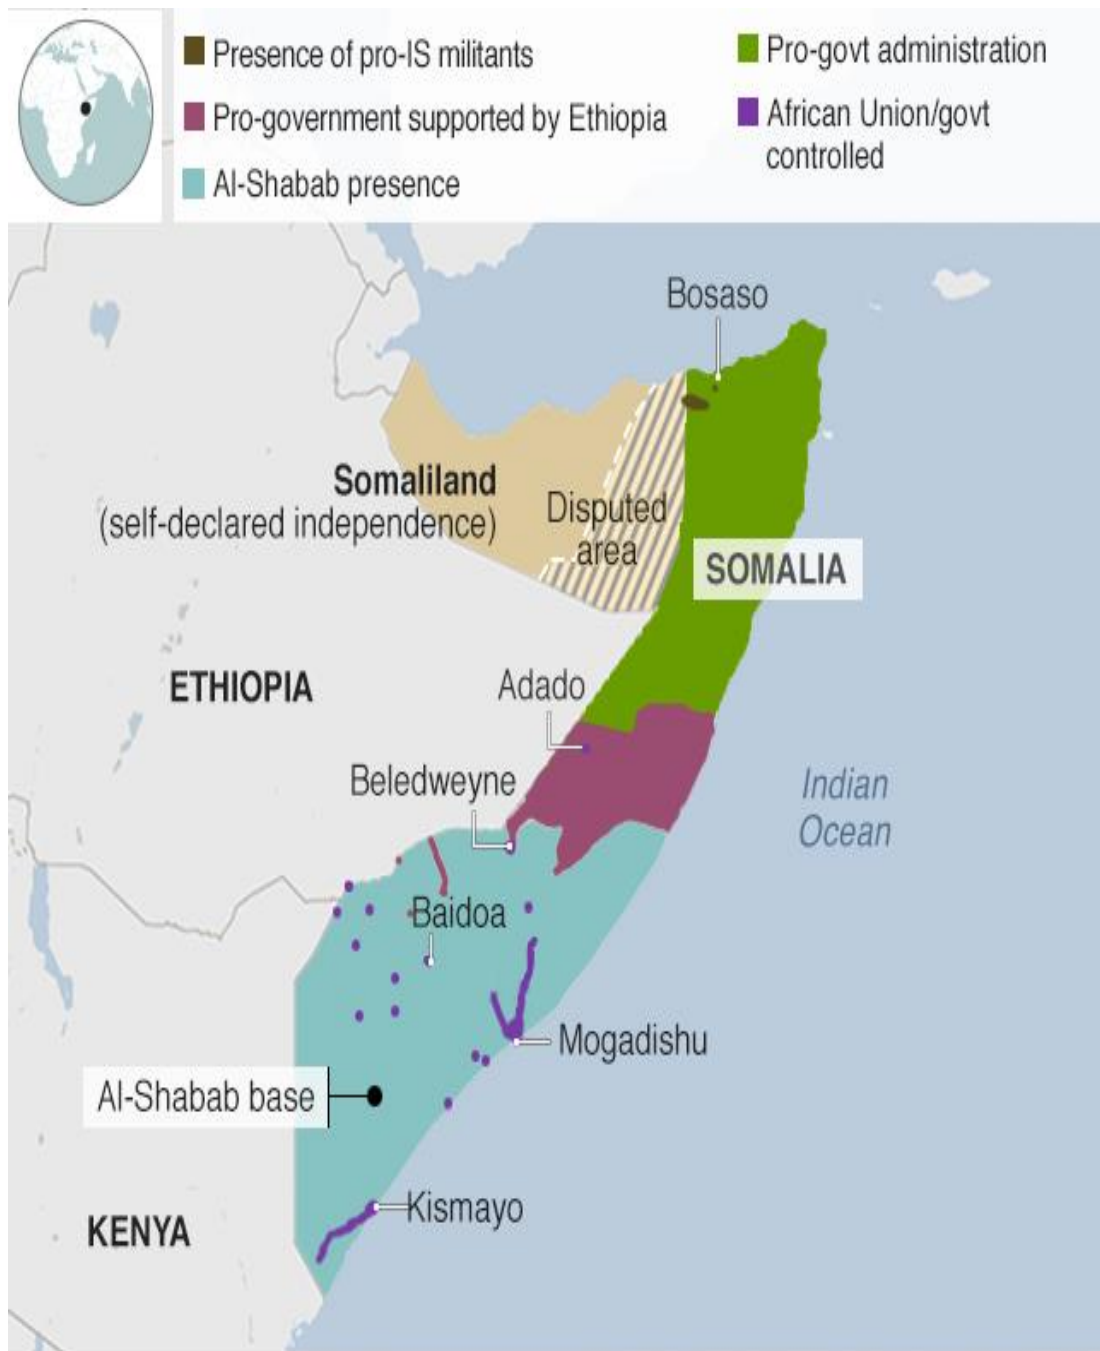 Presence of pro-IS militants
Pro-government supported by Ethiopia
Al-Shabab presence
Pro-govt administration
African Union/govt
controlled
Bosaso
Somaliland
(self-declared independence)
Disputed
area
SOMALIA
ETHIOPIA
Adado
Beledweyne
Indian
Ocean
Baidoa
Mogadishu
Al-Shabab base
Kismayo
KENYA